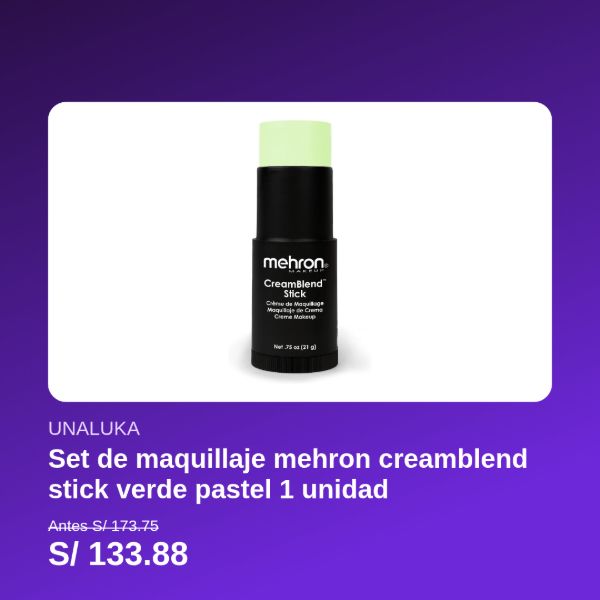 mehron®
MAKEUP
CreamBlend™
Stick
Crème de Maquillage
Maquillaje de Crema
Creme Makeup
Net .75 oz (21 g)
UNALUKA
Set de maquillaje mehron creamblend
stick verde pastel 1 unidad
Antes S/ 173.75
S/ 133.88